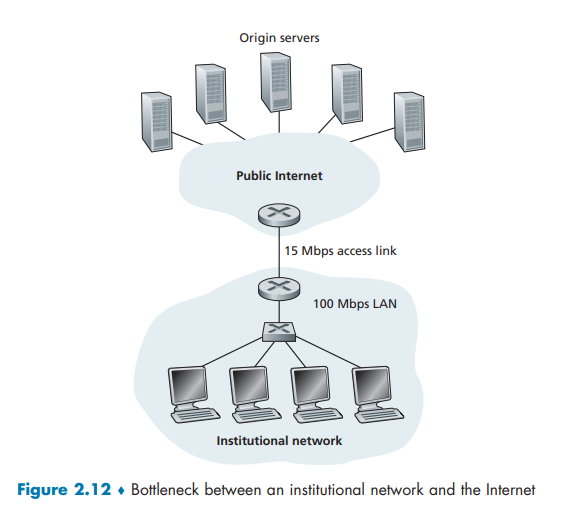 Origin servers
Public Internet
15 Mbps access link
100 Mbps LAN
Institutional network
Figure 2.12 ♦ Bottleneck between an institutional network and the Internet